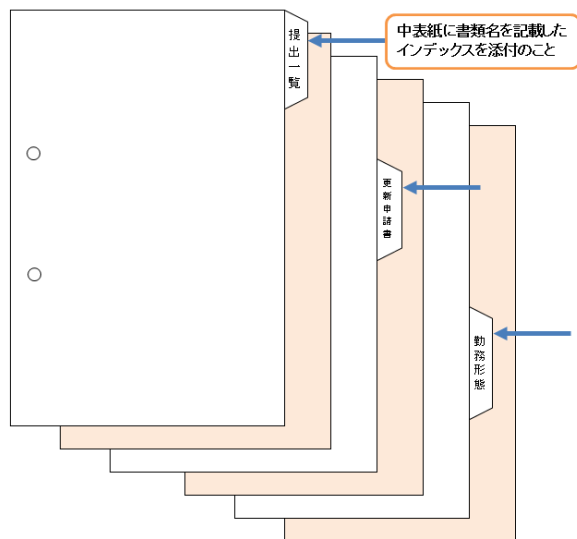 提出一覧
中表紙に書類名を記載した
インデックスを添付のこと
更新申請書
勤務形態